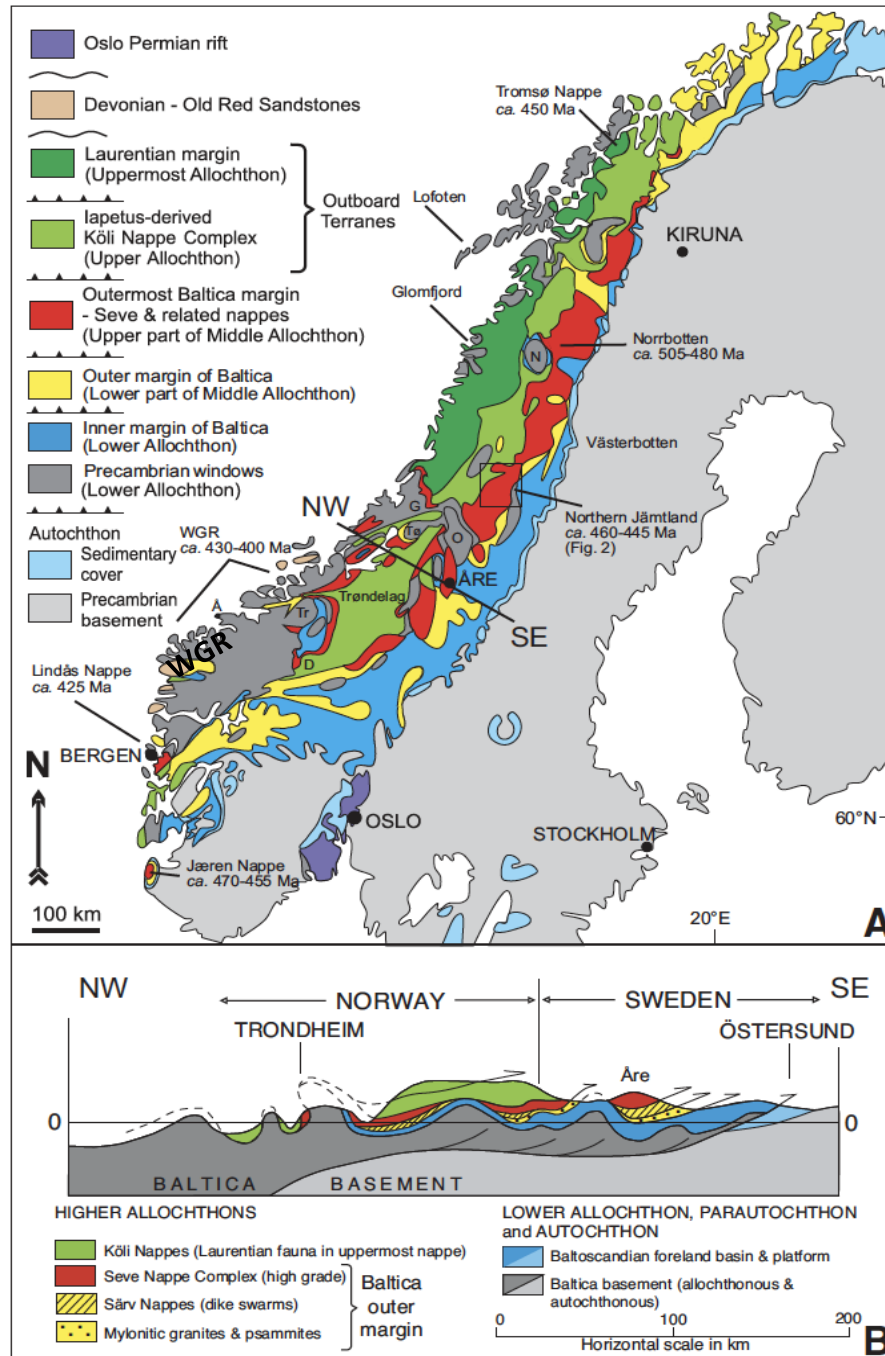 Oslo Permian rift
Devonian - Old Red Sandstones
Laurentian margin
(Uppermost Allochthon)
Iapetus-derived
Köli Nappe Complex
(Upper Allochthon)
Outboard
Terranes
Outermost Baltica margin
- Seve & related nappes
(Upper part of Middle Allochthon)
Outer margin of Baltica
(Lower part of Middle Allochthon)
Inner margin of Baltica
(Lower Allochthon)
Precambrian windows
(Lower Allochthon)
Autochthon
Sedimentary
cover
Precambrian
basement
Tromsø Nappe
ca. 450 Ma
Lofoten
KIRUNA
Glomfjord
N
Norrbotten
ca. 505-480 Ma
Västerbotten
NW
G
Tø
O
Northern Jämtland
ca. 460-445 Ma
(Fig. 2)
WGR
ca. 430-400 Ma
ÅRE
Trøndelag
Å
Tr
SE
WGR
D
Lindås Nappe
ca. 425 Ma
BERGEN
N
OSLO
STOCKHOLM
60°N
Jæren Nappe
ca. 470-455 Ma
100 km
20°E
A
NW
SE
NORWAY
SWEDEN
TRONDHEIM
ÖSTERSUND
Åre
0
0
BALTICA BASEMENT
HIGHER ALLOCHTHONS
Köli Nappes (Laurentian fauna in uppermost nappe)
Seve Nappe Complex (high grade)
Särv Nappes (dike swarms)
Mylonitic granites & psammites
Baltica
outer
margin
LOWER ALLOCHTHON, PARAUTOCHTHON
and AUTOCHTHON
Baltoscandian foreland basin & platform
Baltica basement (allochthonous &
autochthonous)
0 100 200
Horizontal scale in km
B